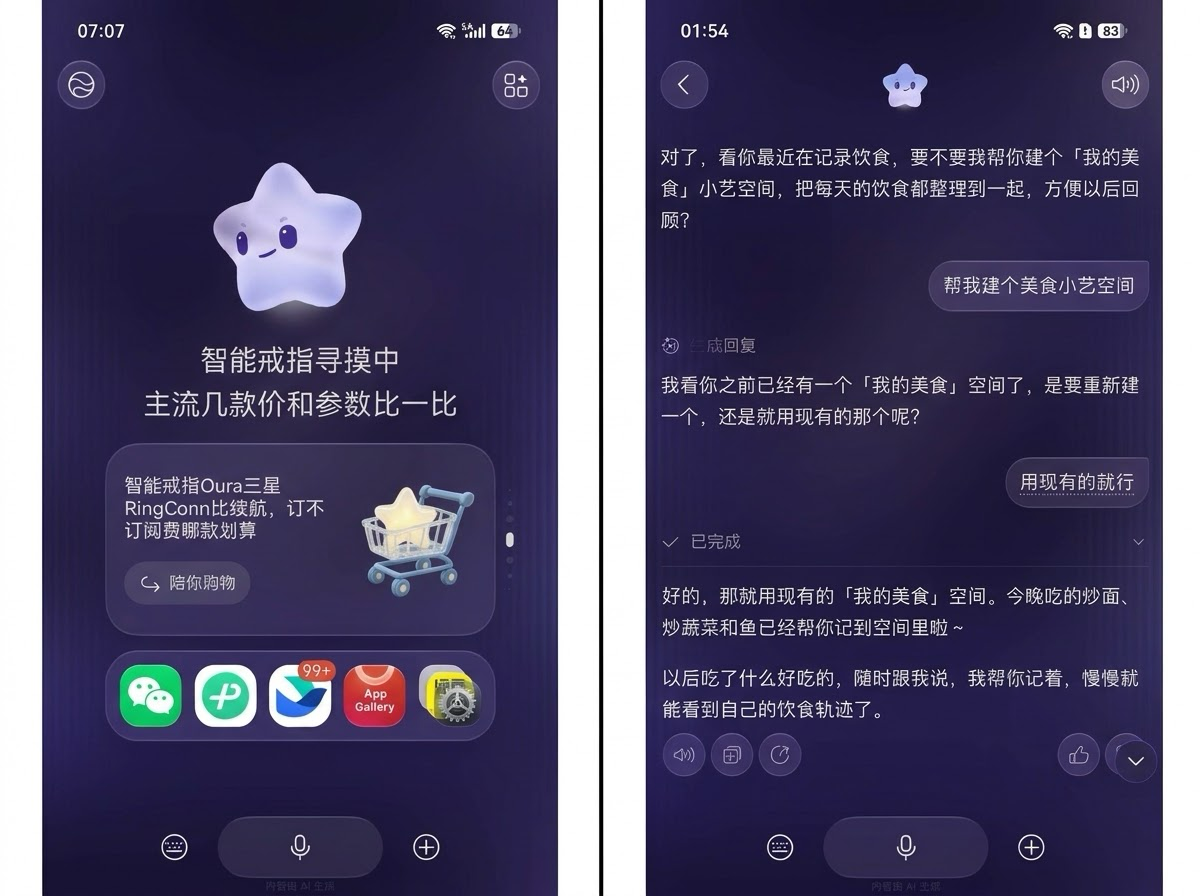 07:07
64
智能戒指寻摸中
主流几款价和参数比一比
智能戒指Oura三星
RingConn比续航，订不
订阅费哪款划算
陪你购物
99+
App
Gallery
01:54
83
对了，看你最近在记录饮食，要不要我帮你建个「我的美
食」小艺空间，把每天的饮食都整理到一起，方便以后回
顾？
帮我建个美食小艺空间
生成回复
我看你之前已经有一个「我的美食」空间了，是要重新建
一个，还是就用现有的那个呢？
用现有的就行
已完成
好的，那就用现有的「我的美食」空间。今晚吃的炒面、
炒蔬菜和鱼已经帮你记到空间里啦～
以后吃了什么好吃的，随时跟我说，我帮你记着，慢慢就
能看到自己的饮食轨迹了。